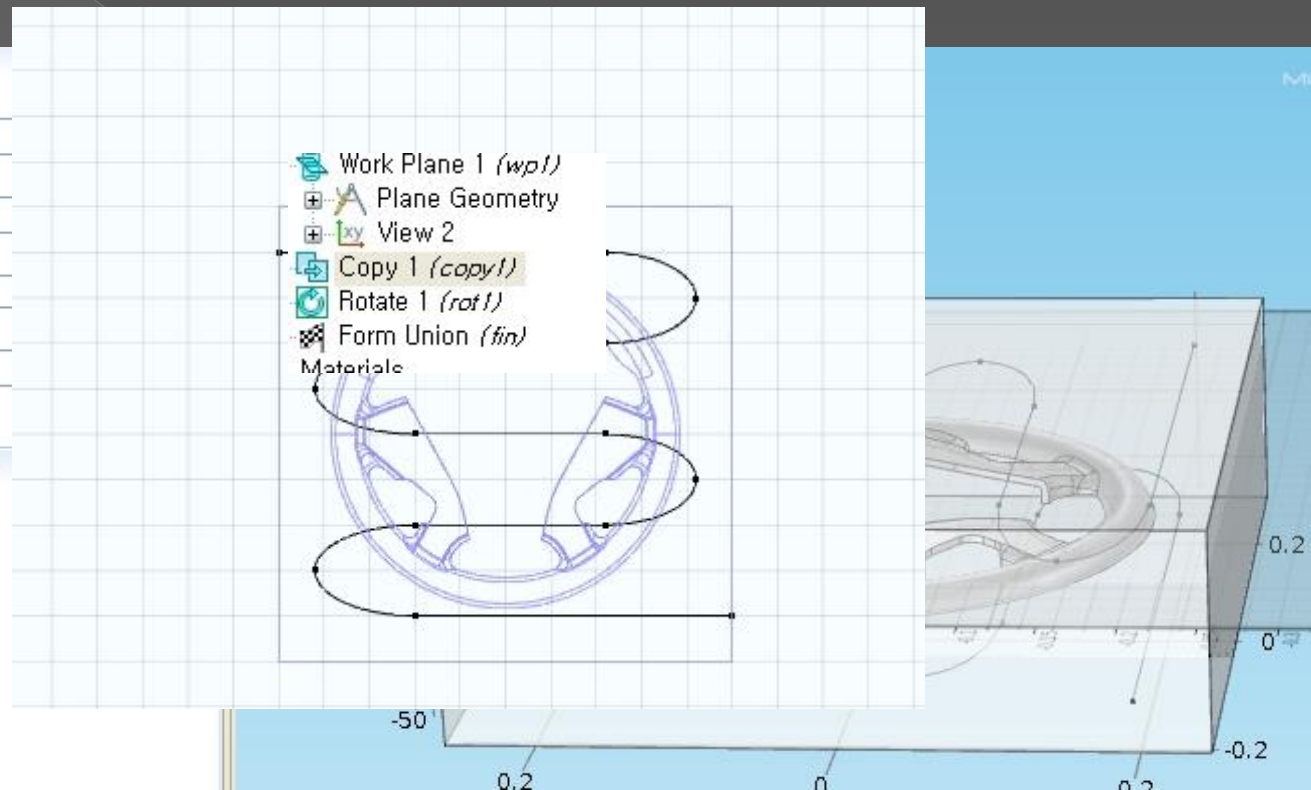 Work Plane 1 (wp1)
Plane Geometry
xy View 2
Copy 1 (copy1)
Rotate 1 (rot1)
Form Union (fin)
Materials
0.2
0
-50
-0.2
0.2
0